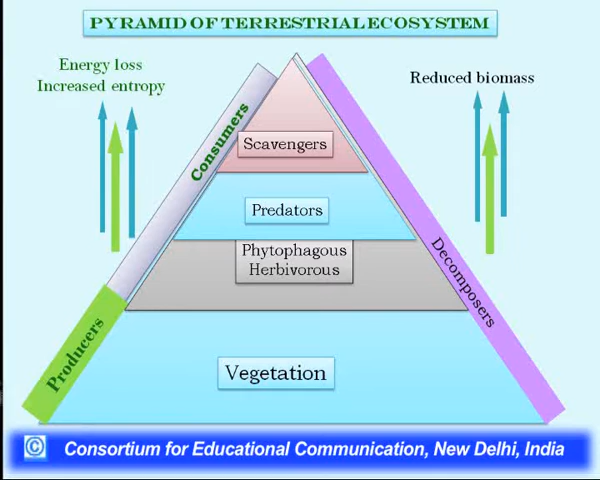 PYRAMID OF TERRESTRIAL ECOSYSTEM
Energy loss
Increased entropy
Reduced biomass
Consumers
Scavengers
Predators
Phytophagous
Herbivorous
Decomposers
Producers
Vegetation
© Consortium for Educational Communication, New Delhi, India